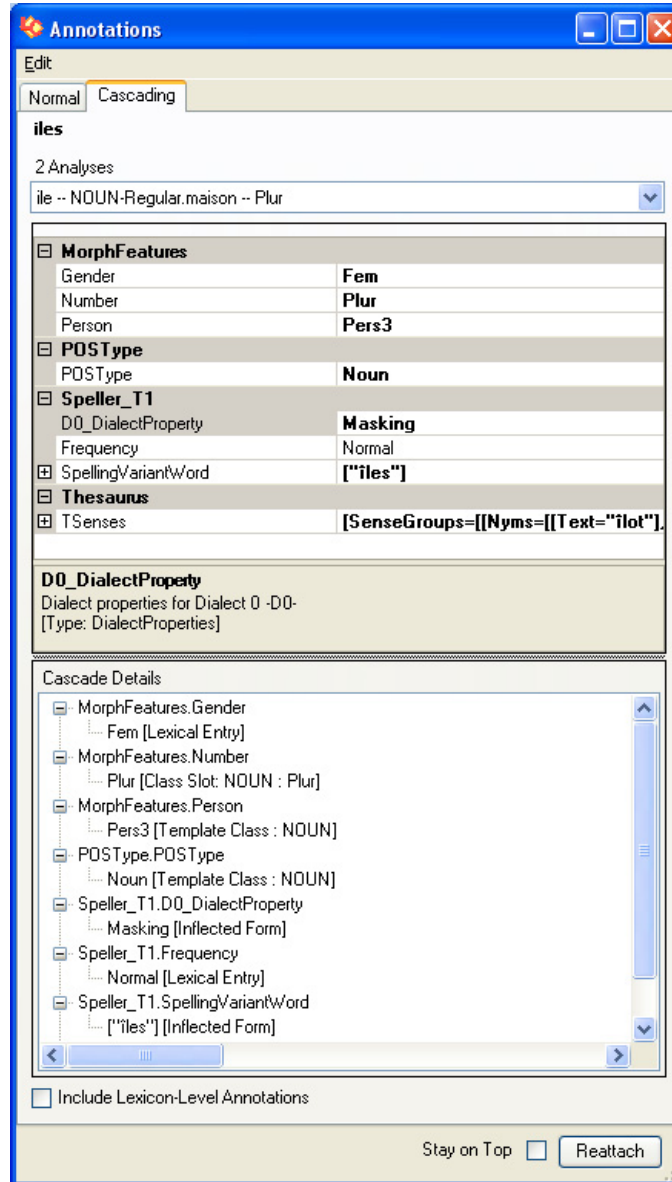 Annotations
Edit
Normal Cascading
iles
2 Analyses
ile -- NOUN-Regular.maison -- Plur
MorphFeatures
Gender Fem
Number Plur
Person Pers3
POSType
POSType Noun
Speller_T1
D0_DialectProperty Masking
Frequency Normal
SpellingVariantWord ["îles"]
Thesaurus
TSenses [SenseGroups=[[Nyms=[[Text="îlot"],
D0_DialectProperty
Dialect properties for Dialect 0 -D0-
[Type: DialectProperties]
Cascade Details
MorphFeatures.Gender
Fem [Lexical Entry]
MorphFeatures.Number
Plur [Class Slot: NOUN : Plur]
MorphFeatures.Person
Pers3 [Template Class : NOUN]
POSType.POSType
Noun [Template Class : NOUN]
Speller_T1.D0_DialectProperty
Masking [Inflected Form]
Speller_T1.Frequency
Normal [Lexical Entry]
Speller_T1.SpellingVariantWord
["îles"] [Inflected Form]
Include Lexicon-Level Annotations
Stay on Top Reattach